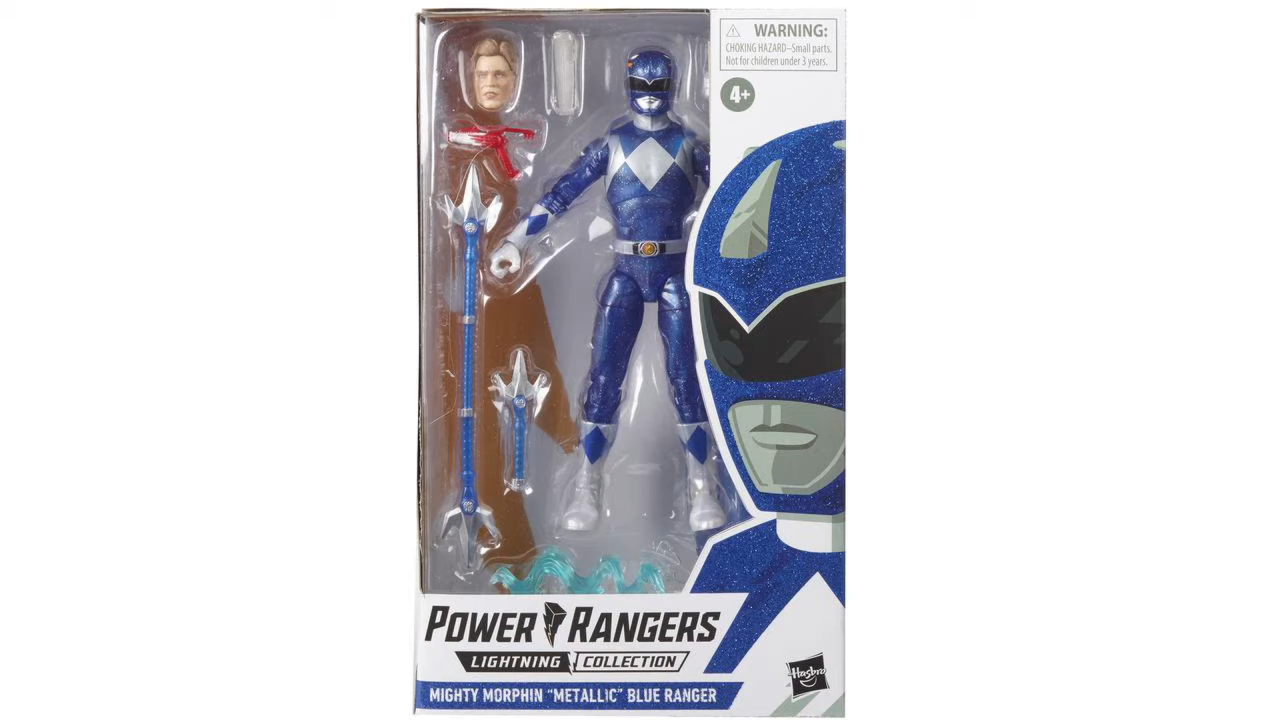 WARNING:
CHOKING HAZARD–Small parts.
Not for children under 3 years.
4+
POWER RANGERS
LIGHTNING COLLECTION
Hasbro
MIGHTY MORPHIN "METALLIC" BLUE RANGER